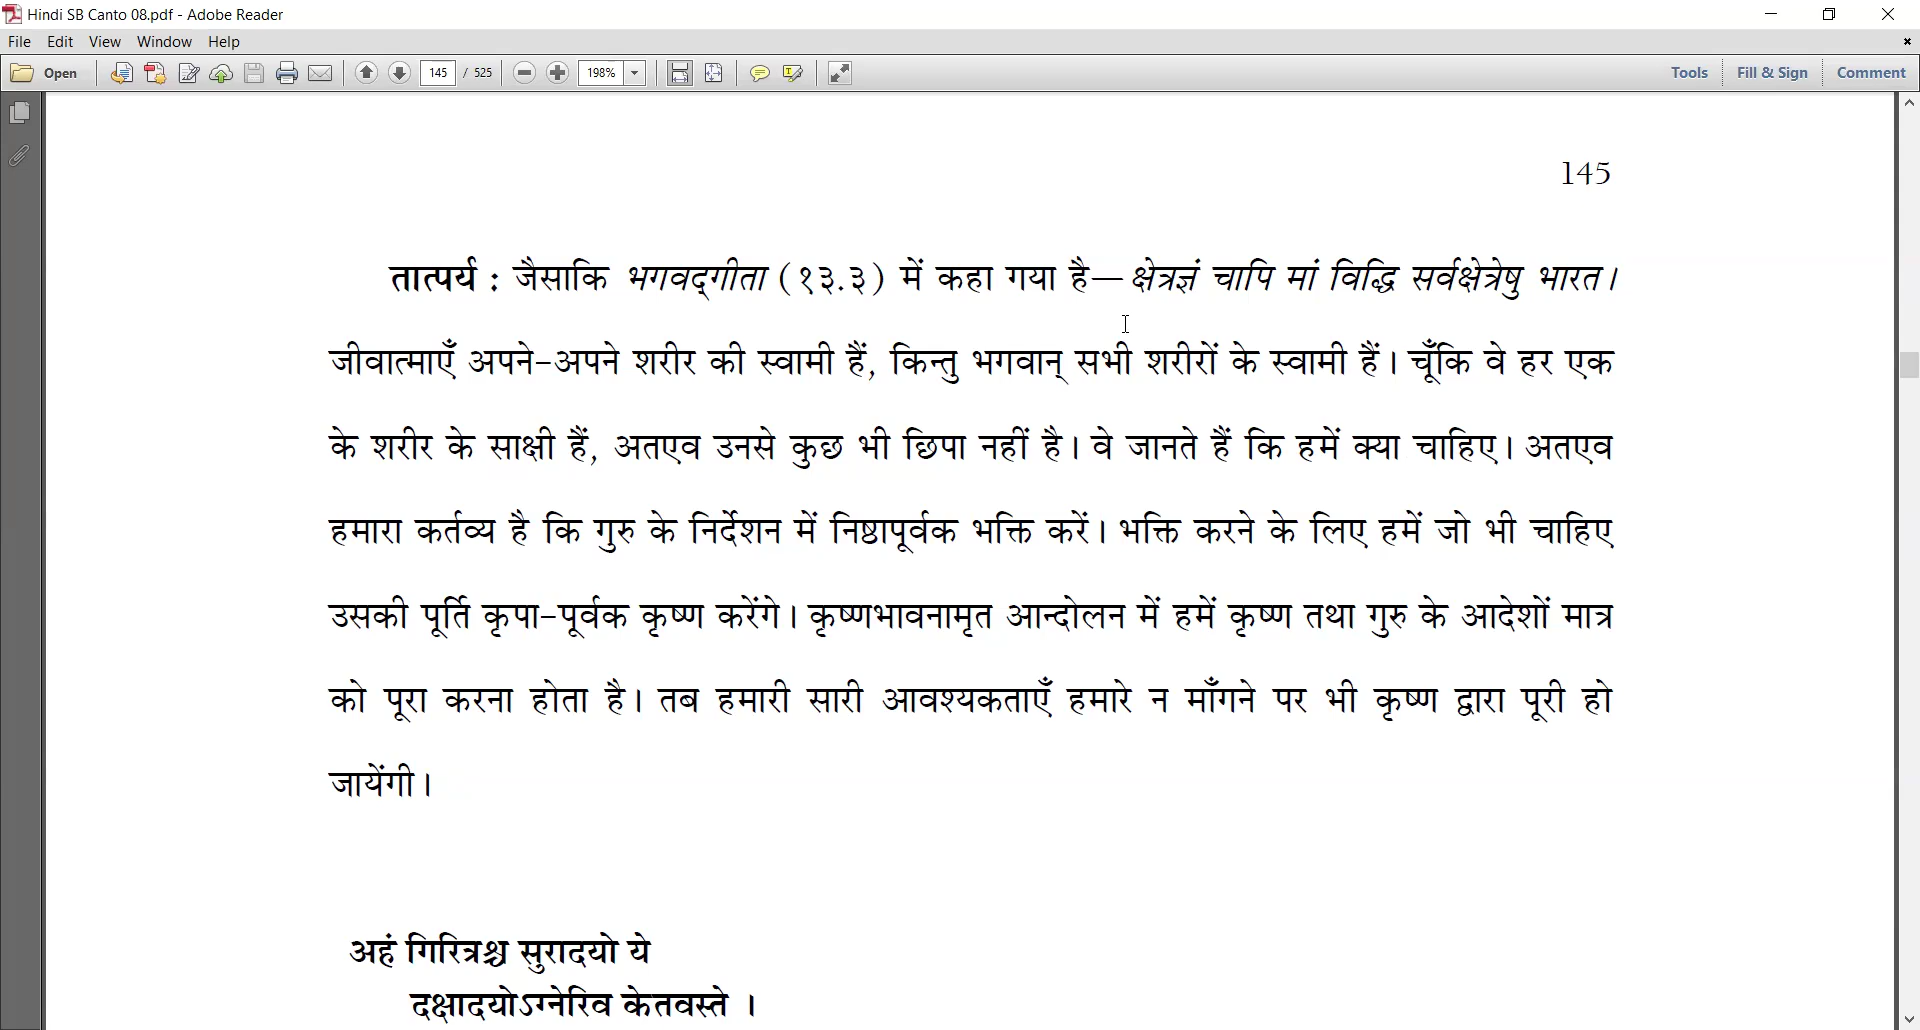 Hindi SB Canto 08.pdf - Adobe Reader
File Edit View Window Help
Open 145 / 525 198% Tools Fill & Sign Comment
145
तात्पर्य : जैसाकि भगवद्‌गीता (१३.३) में कहा गया है—क्षेत्रज्ञं चापि मां विद्धि सर्वक्षेत्रेषु भारत।
जीवात्माएँ अपने-अपने शरीर की स्वामी हैं, किन्तु भगवान् सभी शरीरों के स्वामी हैं। चूँकि वे हर एक
के शरीर के साक्षी हैं, अतएव उनसे कुछ भी छिपा नहीं है। वे जानते हैं कि हमें क्या चाहिए। अतएव
हमारा कर्तव्य है कि गुरु के निर्देशन में निष्ठापूर्वक भक्ति करें। भक्ति करने के लिए हमें जो भी चाहिए
उसकी पूर्ति कृपा-पूर्वक कृष्ण करेंगे। कृष्णभावनामृत आन्दोलन में हमें कृष्ण तथा गुरु के आदेशों मात्र
को पूरा करना होता है। तब हमारी सारी आवश्यकताएँ हमारे न माँगने पर भी कृष्ण द्वारा पूरी हो
जायेंगी।
अहं गिरित्रश्च सुरादयो ये
दक्षादयोऽग्नेरिव केतवस्ते ।